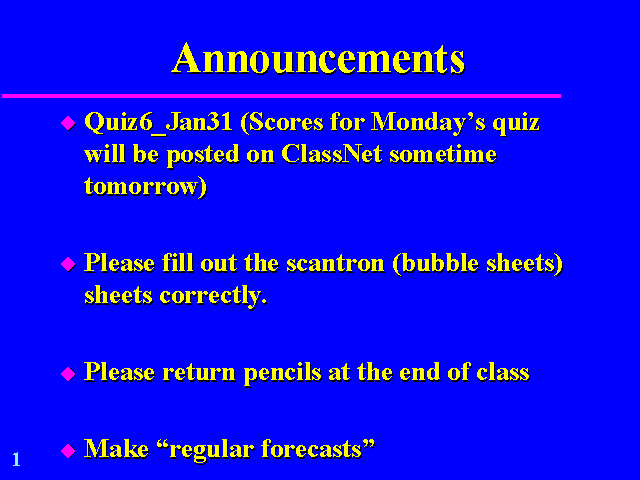 Announcements
Quiz6_Jan31 (Scores for Monday’s quiz
will be posted on ClassNet sometime
tomorrow)
Please fill out the scantron (bubble sheets)
sheets correctly.
Please return pencils at the end of class
Make “regular forecasts”
1